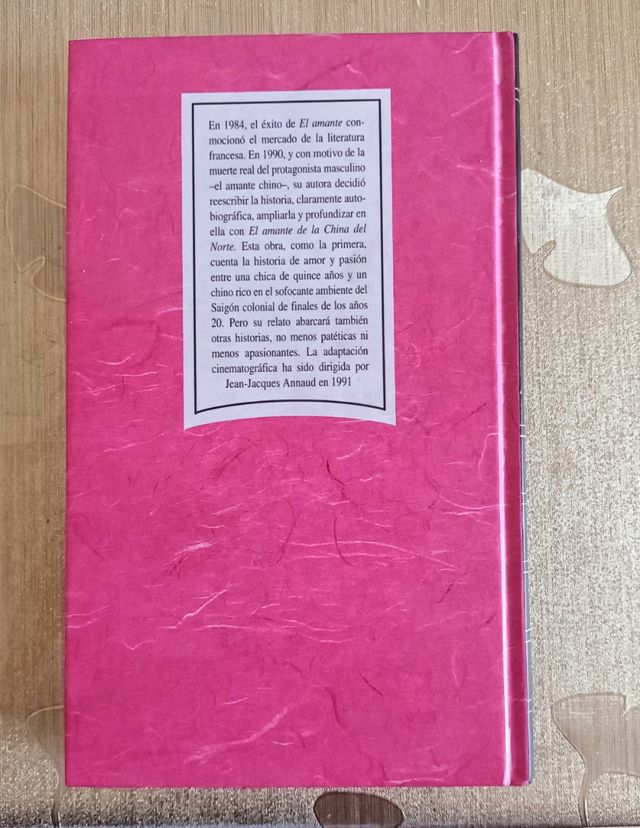 En 1984, el éxito de El amante con-
mocionó el mercado de la literatura
francesa. En 1990, y con motivo de la
muerte real del protagonista masculino
–el amante chino–, su autora decidió
reescribir la historia, claramente auto-
biográfica, ampliarla y profundizar en
ella con El amante de la China del
Norte. Esta obra, como la primera,
cuenta la historia de amor y pasión
entre una chica de quince años y un
chino rico en el sofocante ambiente del
Saigón colonial de finales de los años
20. Pero su relato abarcará también
otras historias, no menos patéticas ni
menos apasionantes. La adaptación
cinematográfica ha sido dirigida por
Jean-Jacques Annaud en 1991